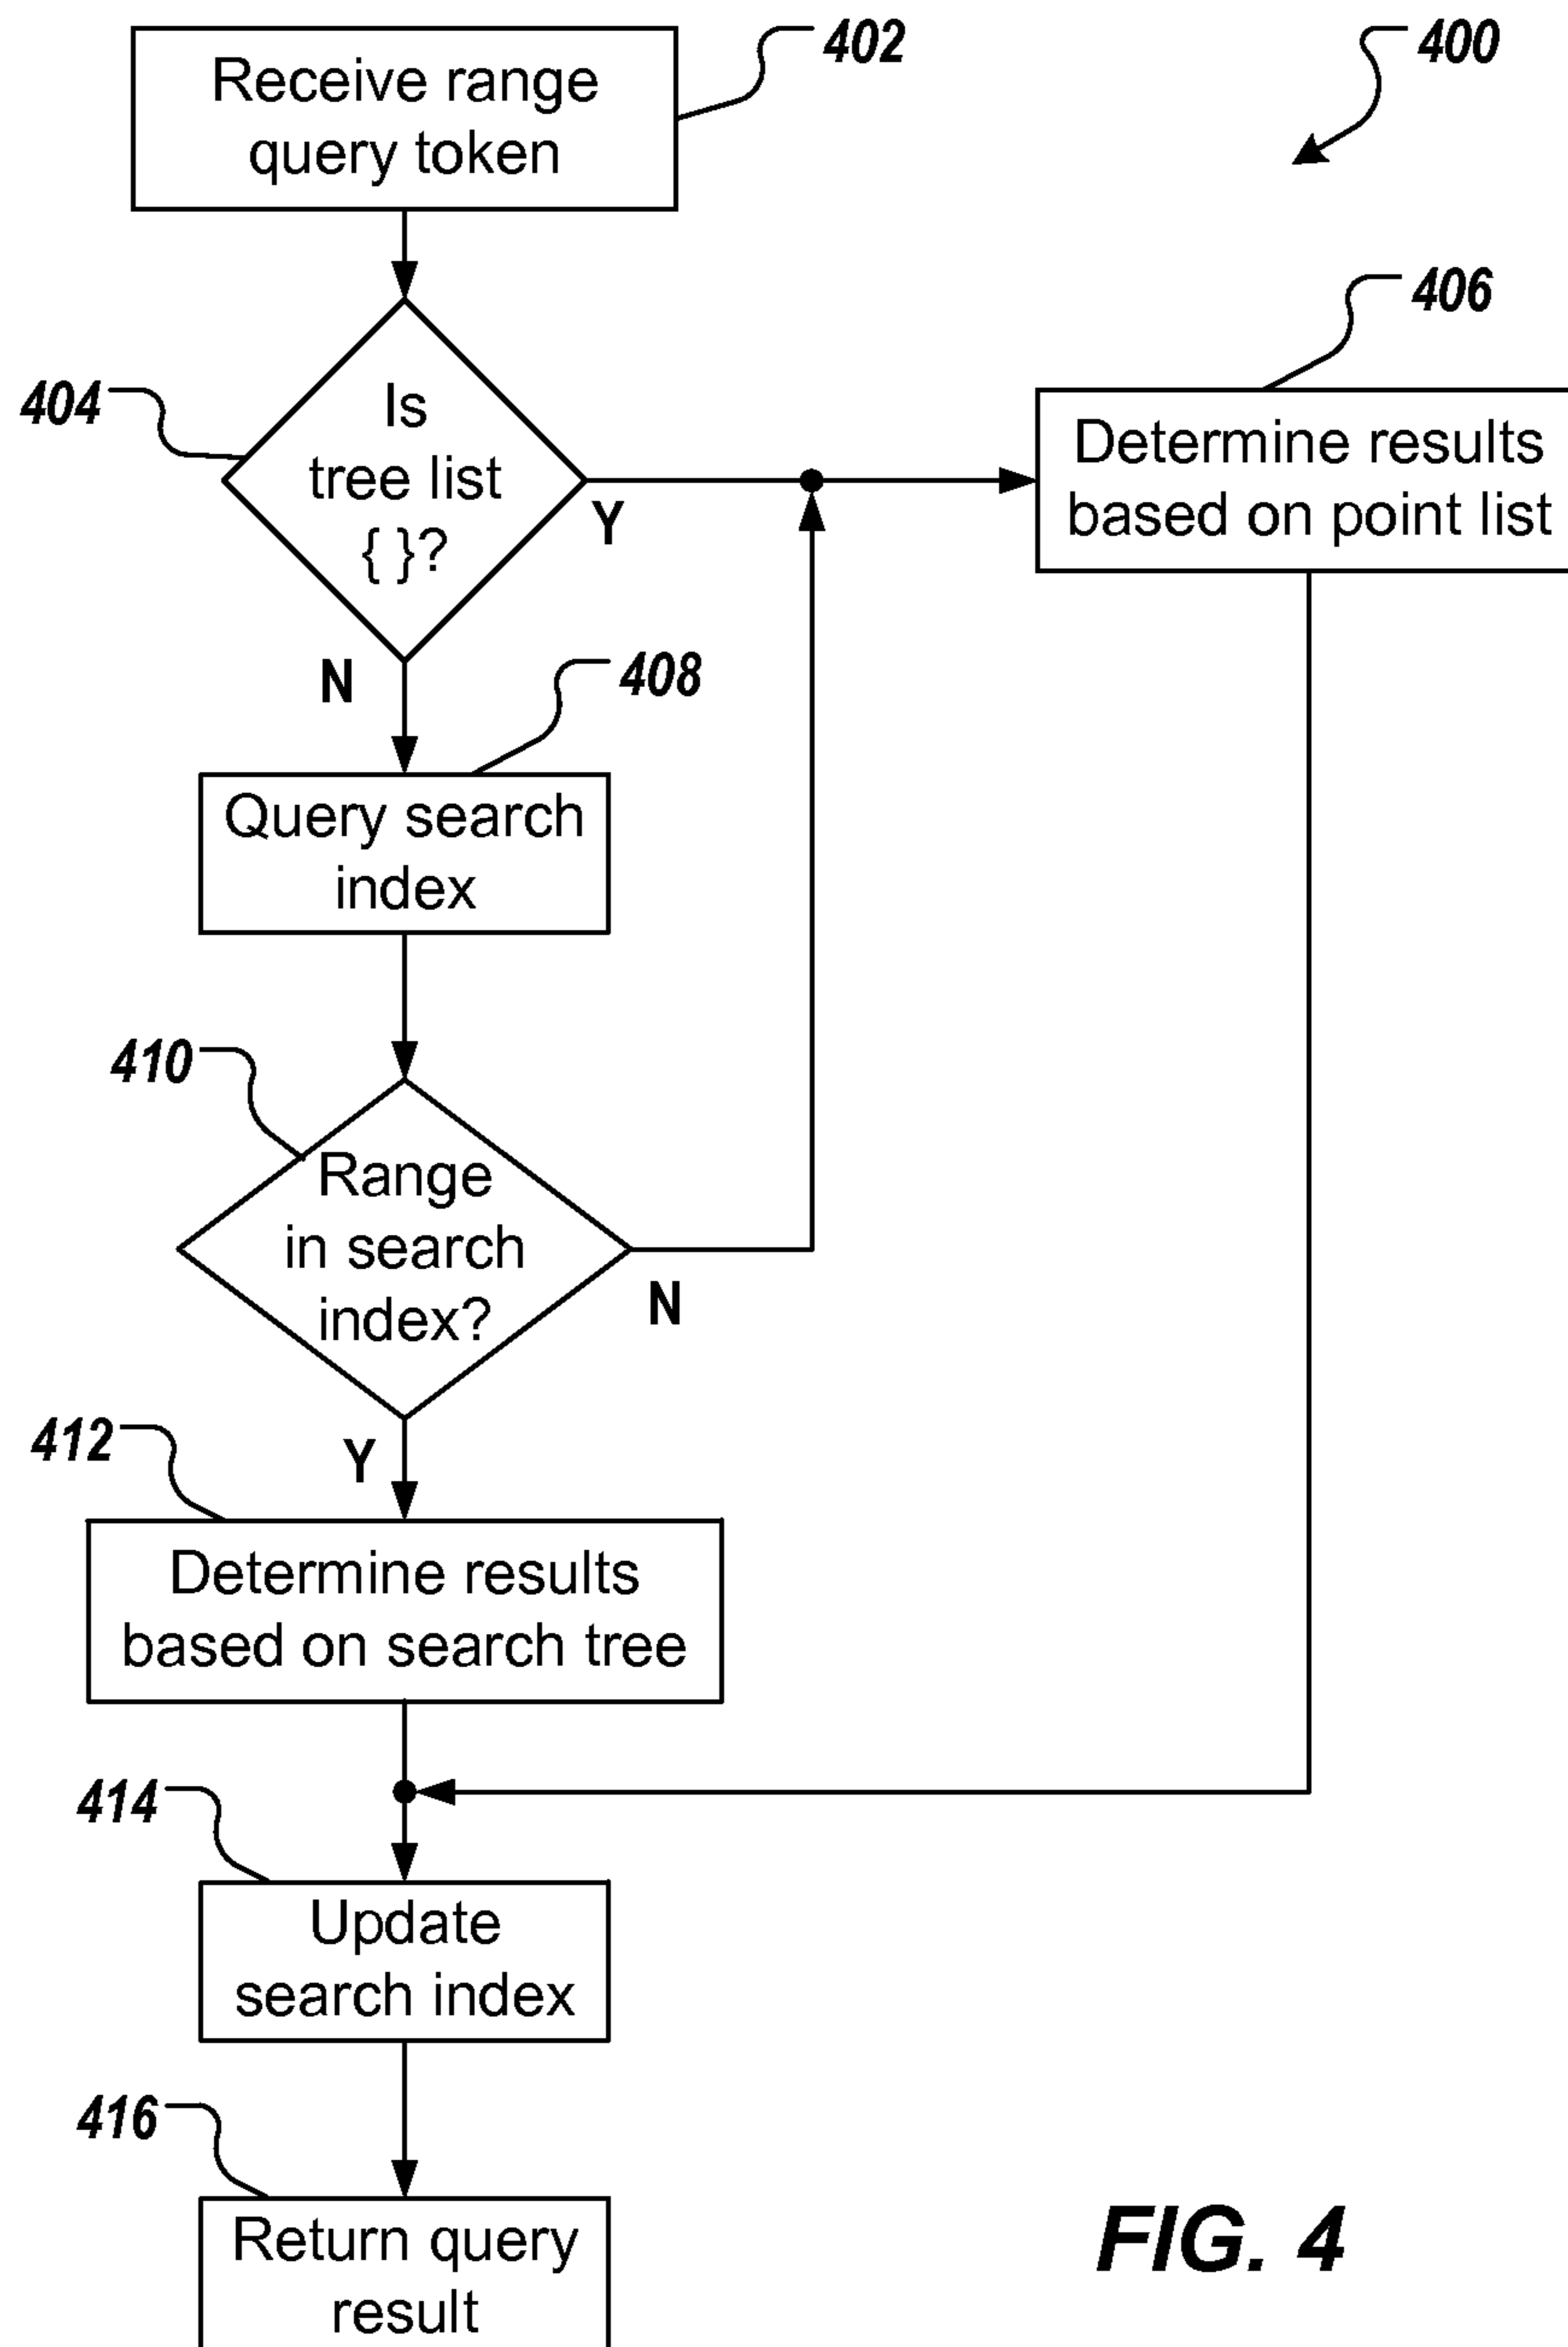 402
400
Receive range
query token
406
404
Is
tree list
{ }?
Y
Determine results
based on point list
N
408
Query search
index
410
Range
in search
index?
N
412
Y
Determine results
based on search tree
414
Update
search index
416
Return query
result
FIG. 4